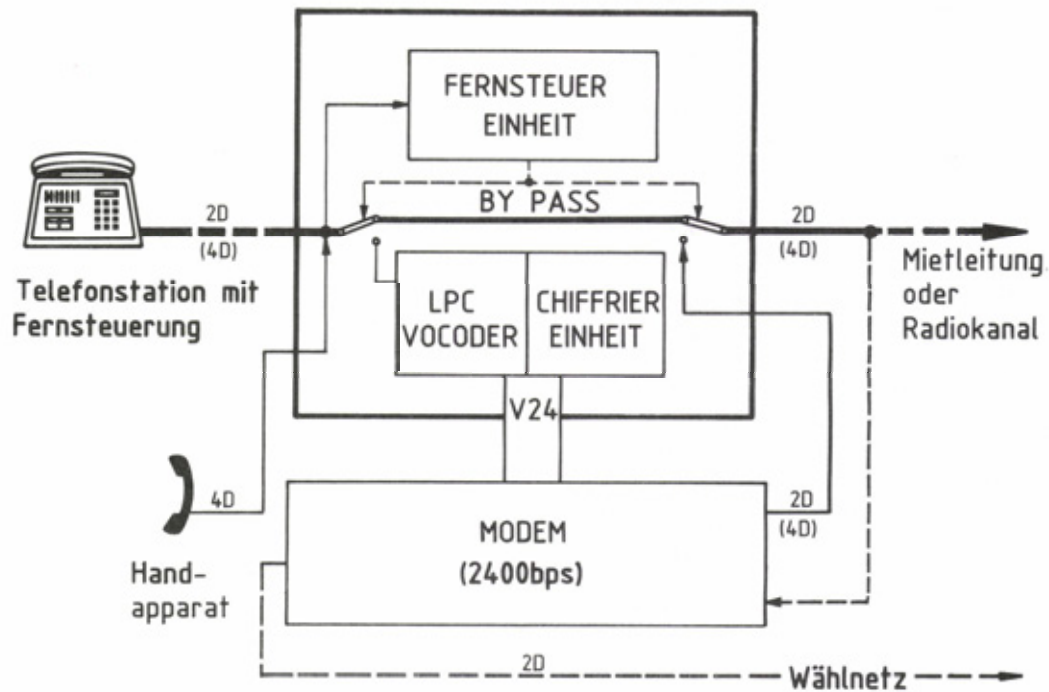 FERNSTEUER
EINHEIT
BY PASS
2D
(4D)
2D
(4D)
Telefonstation mit
Fernsteuerung
LPC
VOCODER
CHIFFRIER
EINHEIT
Mietleitung
oder
Radiokanal
V24
4D
Hand-
apparat
MODEM
(2400bps)
2D
(4D)
2D
Wählnetz